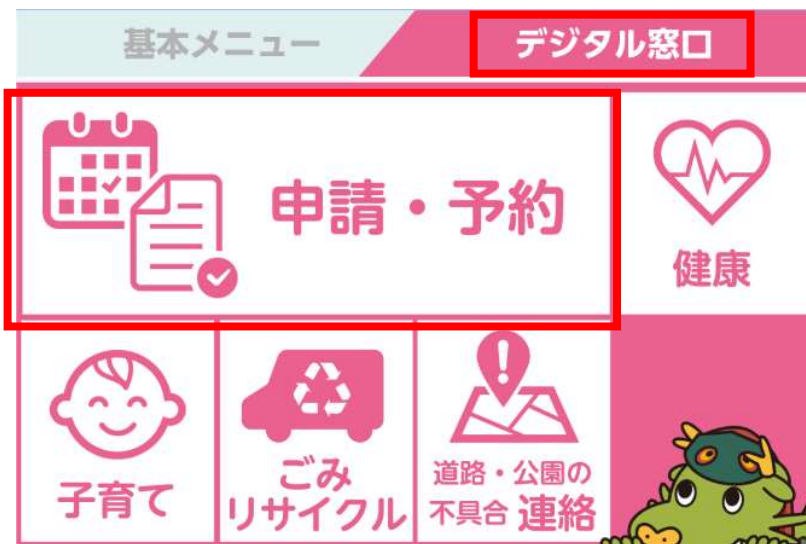 基本メニュー
デジタル窓口
申請・予約
健康
子育て
ごみ
リサイクル
道路・公園の
不具合 連絡